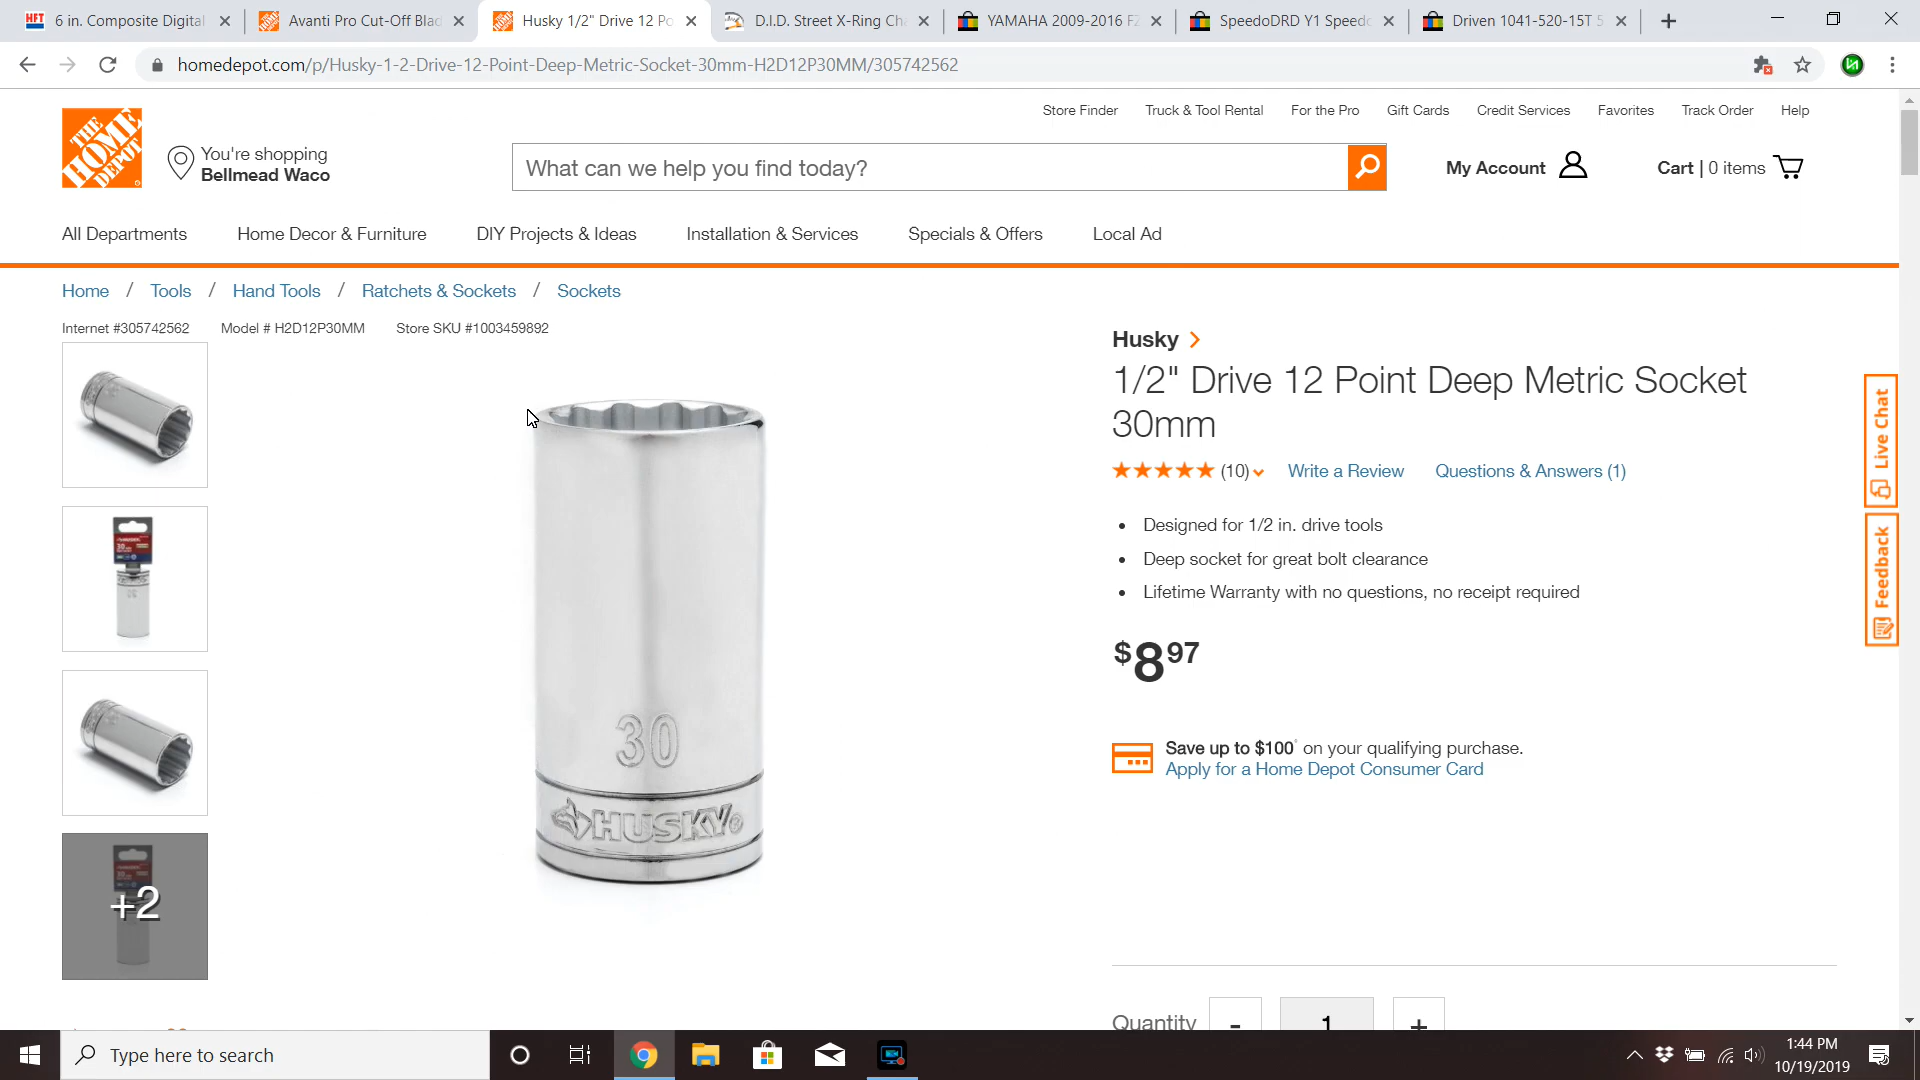 HFT 6 in. Composite Digital
Avanti Pro Cut-Off Blad
Husky 1/2" Drive 12 Po
D.I.D. Street X-Ring Ch
YAMAHA 2009-2016 FZ
SpeedoDRD Y1 Speedo
Driven 1041-520-15T 5
homedepot.com/p/Husky-1-2-Drive-12-Point-Deep-Metric-Socket-30mm-H2D12P30MM/305742562
Store Finder Truck & Tool Rental For the Pro Gift Cards Credit Services Favorites Track Order Help
THE HOME DEPOT
You're shopping
Bellmead Waco
What can we help you find today?
My Account
Cart | 0 items
All Departments Home Decor & Furniture DIY Projects & Ideas Installation & Services Specials & Offers Local Ad
Home / Tools / Hand Tools / Ratchets & Sockets / Sockets
Internet #305742562 Model # H2D12P30MM Store SKU #1003459892
+2
30
HUSKY
Husky
1/2" Drive 12 Point Deep Metric Socket
30mm
(10) Write a Review Questions & Answers (1)
• Designed for 1/2 in. drive tools
• Deep socket for great bolt clearance
• Lifetime Warranty with no questions, no receipt required
$8 97
Save up to $100° on your qualifying purchase.
Apply for a Home Depot Consumer Card
Quantity - 1 +
Live Chat
Feedback
Type here to search
1:44 PM
10/19/2019